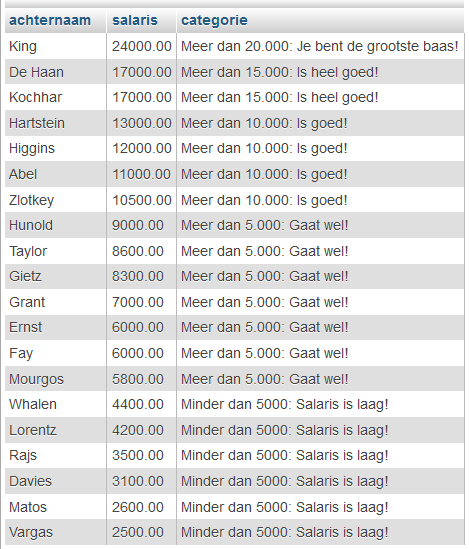 achternaam salaris categorie
King 24000.00 Meer dan 20.000: Je bent de grootste baas!
De Haan 17000.00 Meer dan 15.000: Is heel goed!
Kochhar 17000.00 Meer dan 15.000: Is heel goed!
Hartstein 13000.00 Meer dan 10.000: Is goed!
Higgins 12000.00 Meer dan 10.000: Is goed!
Abel 11000.00 Meer dan 10.000: Is goed!
Zlotkey 10500.00 Meer dan 10.000: Is goed!
Hunold 9000.00 Meer dan 5.000: Gaat wel!
Taylor 8600.00 Meer dan 5.000: Gaat wel!
Gietz 8300.00 Meer dan 5.000: Gaat wel!
Grant 7000.00 Meer dan 5.000: Gaat wel!
Ernst 6000.00 Meer dan 5.000: Gaat wel!
Fay 6000.00 Meer dan 5.000: Gaat wel!
Mourgos 5800.00 Meer dan 5.000: Gaat wel!
Whalen 4400.00 Minder dan 5000: Salaris is laag!
Lorentz 4200.00 Minder dan 5000: Salaris is laag!
Rajs 3500.00 Minder dan 5000: Salaris is laag!
Davies 3100.00 Minder dan 5000: Salaris is laag!
Matos 2600.00 Minder dan 5000: Salaris is laag!
Vargas 2500.00 Minder dan 5000: Salaris is laag!